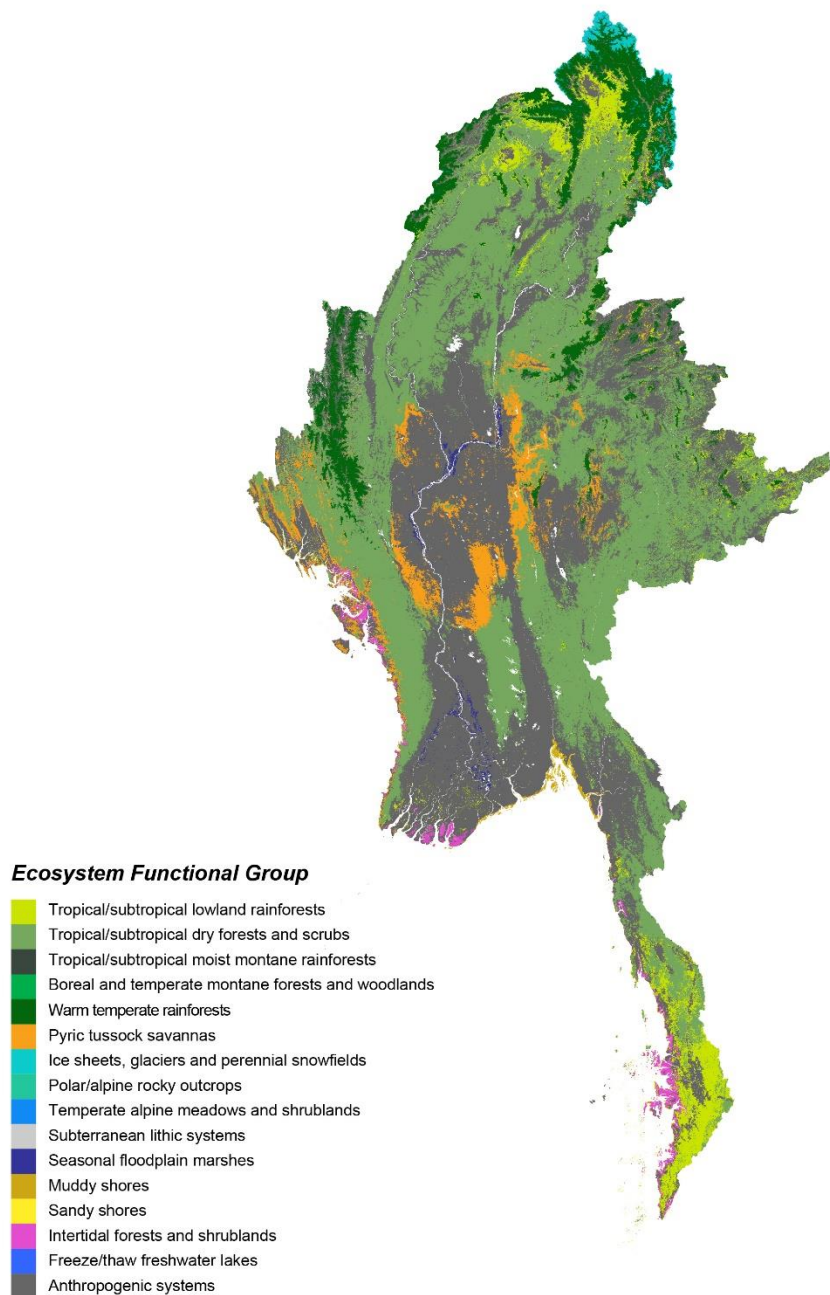 Ecosystem Functional Group
Tropical/subtropical lowland rainforests
Tropical/subtropical dry forests and scrubs
Tropical/subtropical moist montane rainforests
Boreal and temperate montane forests and woodlands
Warm temperate rainforests
Pyric tussock savannas
Ice sheets, glaciers and perennial snowfields
Polar/alpine rocky outcrops
Temperate alpine meadows and shrublands
Subterranean lithic systems
Seasonal floodplain marshes
Muddy shores
Sandy shores
Intertidal forests and shrublands
Freeze/thaw freshwater lakes
Anthropogenic systems